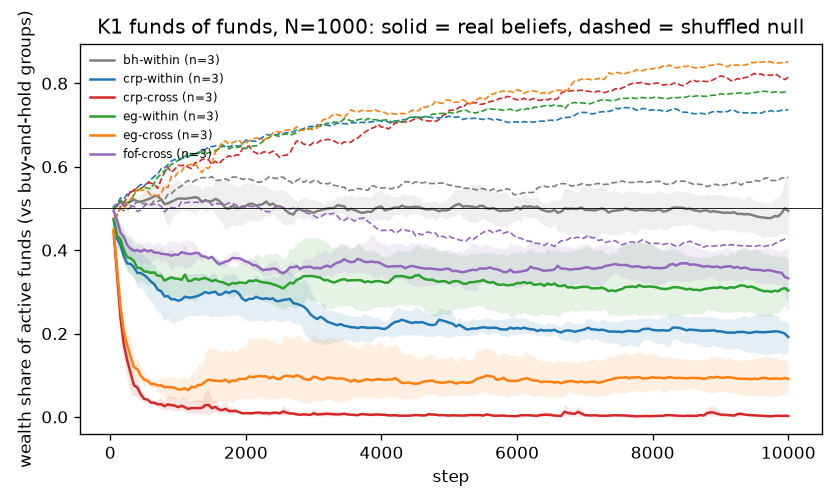 K1 funds of funds, N=1000: solid = real beliefs, dashed = shuffled null
wealth share of active funds (vs buy-and-hold groups)
0.8
0.6
0.4
0.2
0.0
bh-within (n=3)
crp-within (n=3)
crp-cross (n=3)
eg-within (n=3)
eg-cross (n=3)
fof-cross (n=3)
0 2000 4000 6000 8000 10000
step